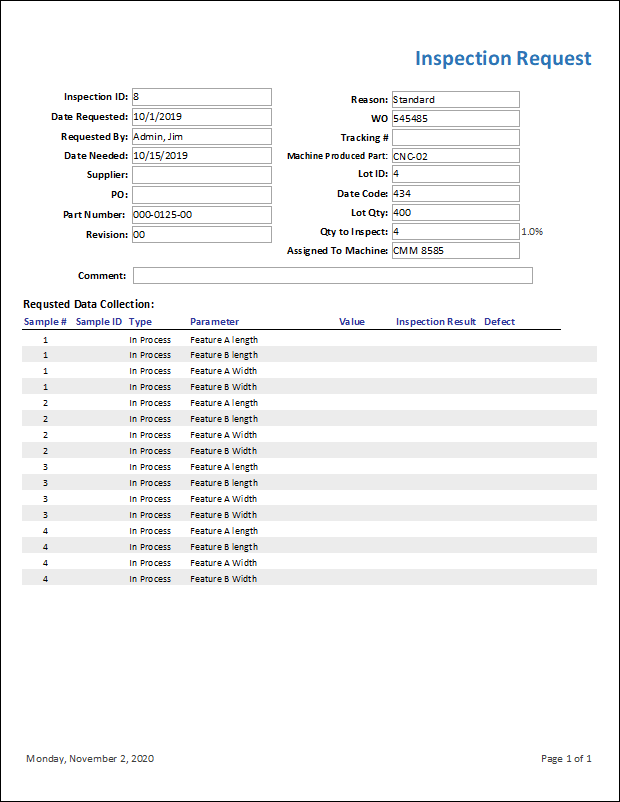 Inspection Request
Inspection ID: 8
Date Requested: 10/1/2019
Requested By: Admin, Jim
Date Needed: 10/15/2019
Supplier:
PO:
Part Number: 000-0125-00
Revision: 00
Reason: Standard
WO 545485
Tracking #
Machine Produced Part: CNC-02
Lot ID: 4
Date Code: 434
Lot Qty: 400
Qty to Inspect: 4 1.0%
Assigned To Machine: CMM 8585
Comment:
Requsted Data Collection:
Sample # Sample ID Type Parameter Value Inspection Result Defect
1 In Process Feature A length
1 In Process Feature B length
1 In Process Feature A Width
1 In Process Feature B Width
2 In Process Feature A length
2 In Process Feature B length
2 In Process Feature A Width
2 In Process Feature B Width
3 In Process Feature A length
3 In Process Feature B length
3 In Process Feature A Width
3 In Process Feature B Width
4 In Process Feature A length
4 In Process Feature B length
4 In Process Feature A Width
4 In Process Feature B Width
Monday, November 2, 2020 Page 1 of 1